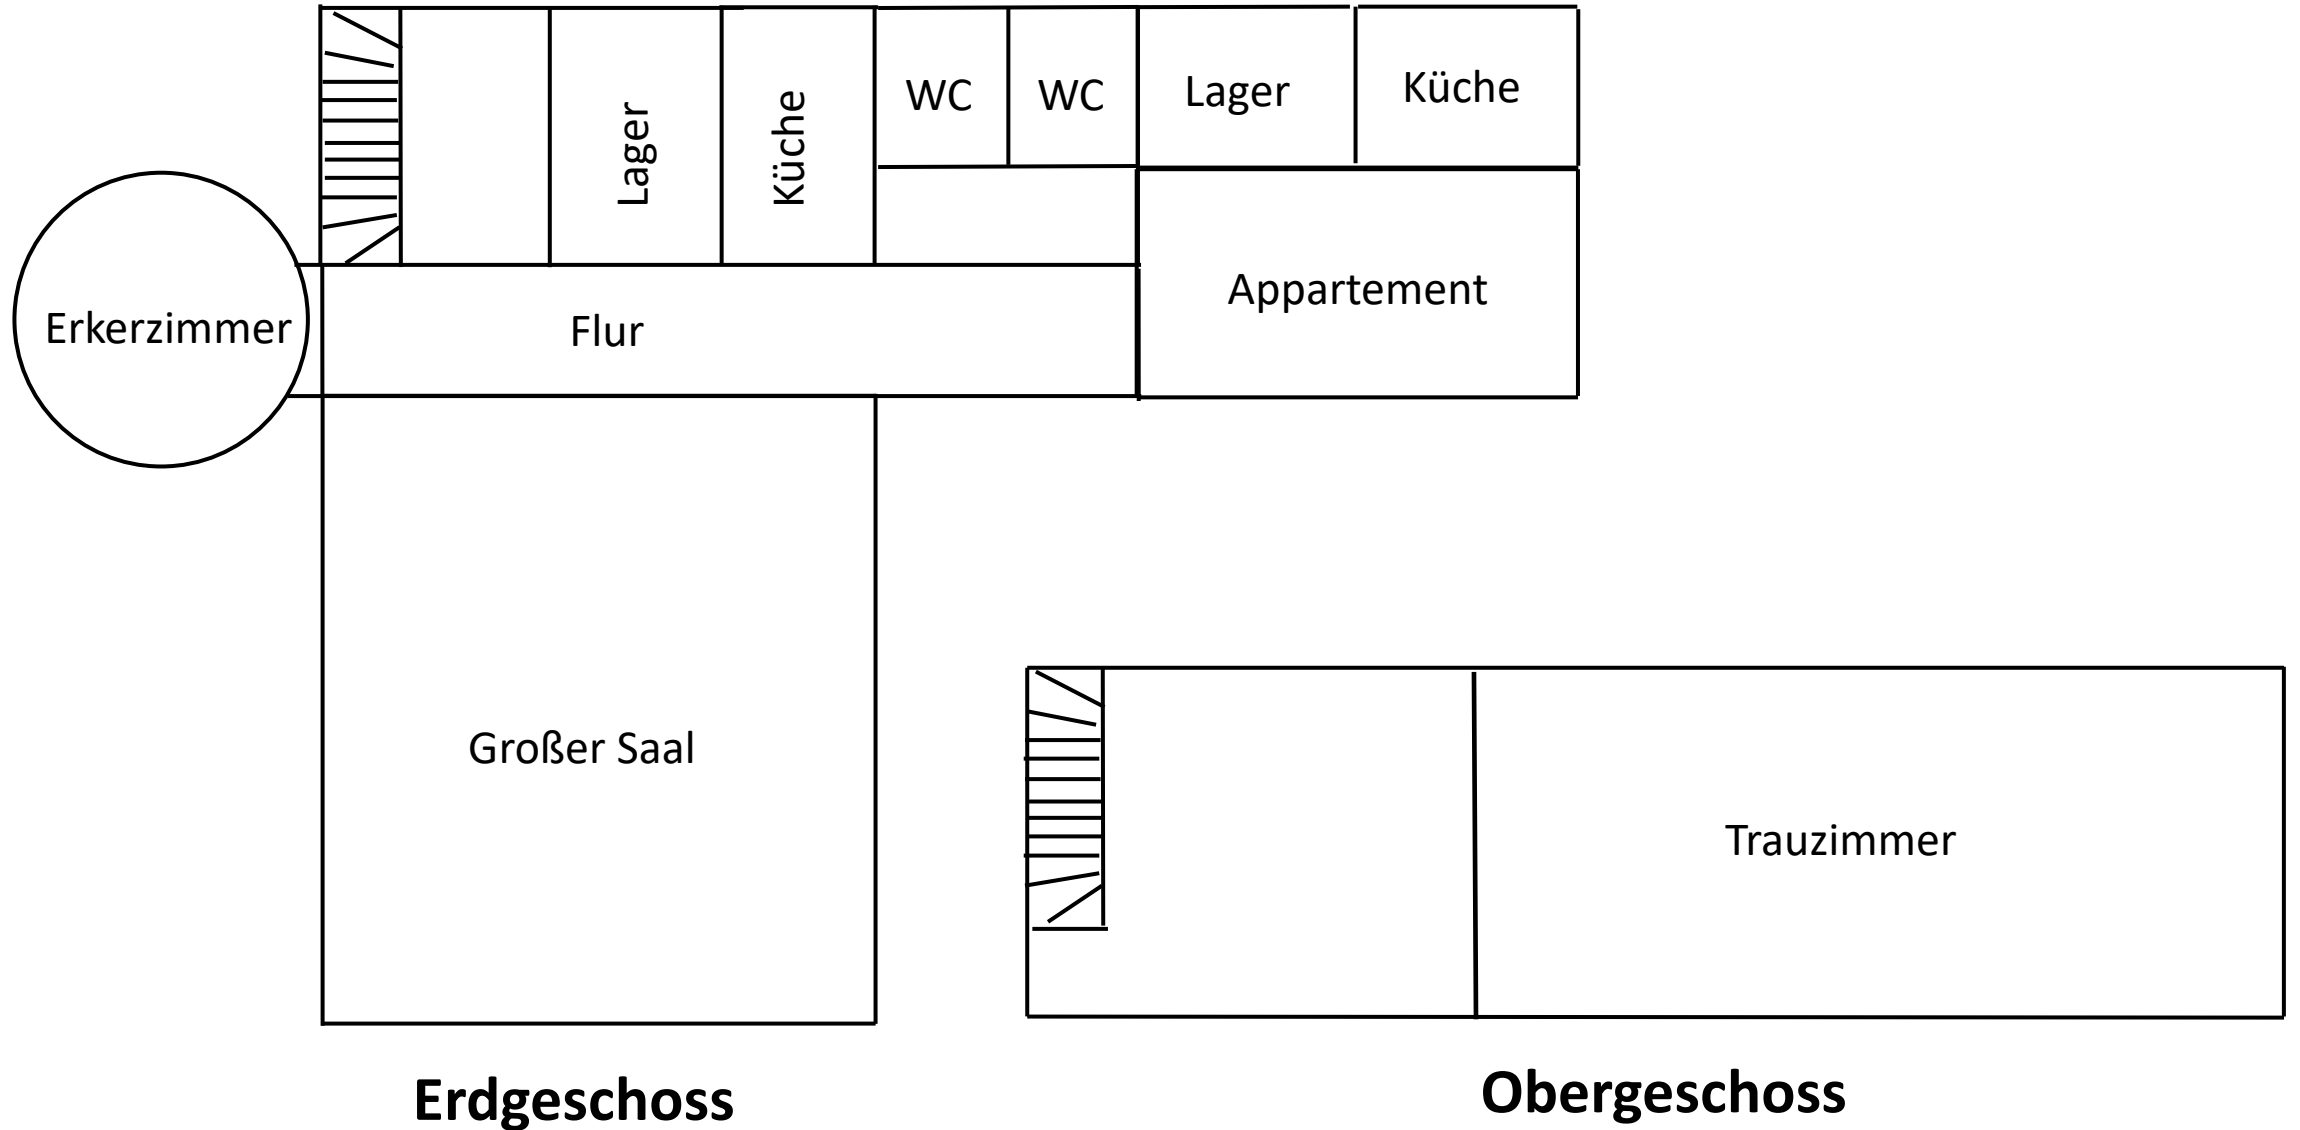 Lager
Küche
WC
WC
Lager
Küche
Erkerzimmer
Flur
Appartement
Großer Saal
Trauzimmer
Erdgeschoss
Obergeschoss